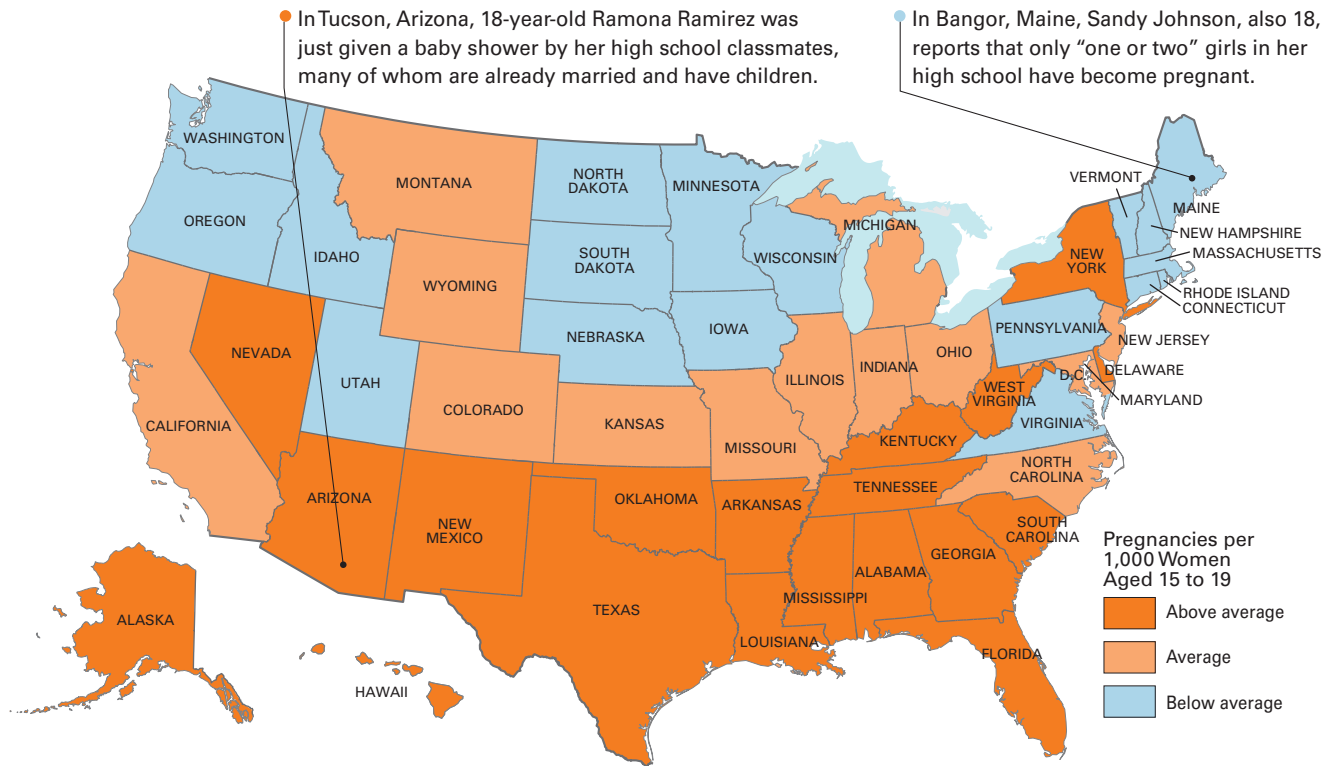 In Tucson, Arizona, 18-year-old Ramona Ramirez was
just given a baby shower by her high school classmates,
many of whom are already married and have children.
In Bangor, Maine, Sandy Johnson, also 18,
reports that only “one or two” girls in her
high school have become pregnant.
WASHINGTON
OREGON
IDAHO
MONTANA
WYOMING
NORTH
DAKOTA
SOUTH
DAKOTA
NEBRASKA
MINNESOTA
WISCONSIN
IOWA
MICHIGAN
VERMONT
MAINE
NEW HAMPSHIRE
MASSACHUSETTS
RHODE ISLAND
CONNECTICUT
NEW
YORK
PENNSYLVANIA
NEW JERSEY
DELAWARE
D.C.
MARYLAND
NEVADA
UTAH
COLORADO
CALIFORNIA
KANSAS
MISSOURI
ILLINOIS
INDIANA
OHIO
WEST
VIRGINIA
VIRGINIA
KENTUCKY
TENNESSEE
NORTH
CAROLINA
SOUTH
CAROLINA
ARIZONA
NEW
MEXICO
OKLAHOMA
ARKANSAS
TEXAS
LOUISIANA
MISSISSIPPI
ALABAMA
GEORGIA
FLORIDA
ALASKA
HAWAII
Pregnancies per
1,000 Women
Aged 15 to 19
Above average
Average
Below average